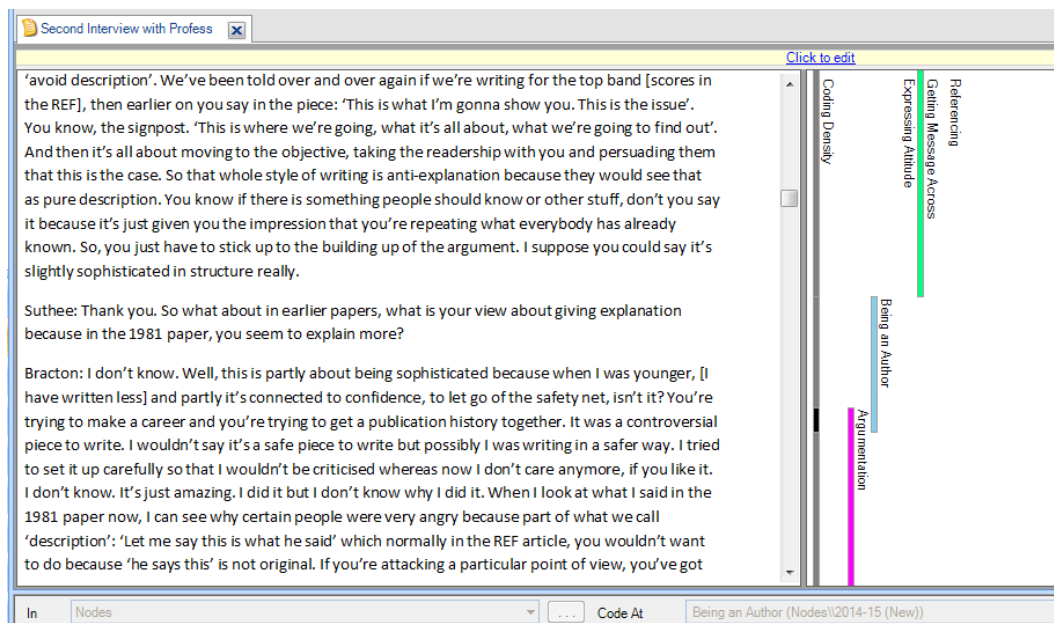 Second Interview with Profess
Click to edit
'avoid description'. We've been told over and over again if we're writing for the top band [scores in
the REF], then earlier on you say in the piece: 'This is what I'm gonna show you. This is the issue'.
You know, the signpost. 'This is where we're going, what it's all about, what we're going to find out'.
And then it's all about moving to the objective, taking the readership with you and persuading them
that this is the case. So that whole style of writing is anti-explanation because they would see that
as pure description. You know if there is something people should know or other stuff, don't you say
it because it's just given you the impression that you're repeating what everybody has already
known. So, you just have to stick up to the building up of the argument. I suppose you could say it's
slightly sophisticated in structure really.
Suthee: Thank you. So what about in earlier papers, what is your view about giving explanation
because in the 1981 paper, you seem to explain more?
Bracton: I don't know. Well, this is partly about being sophisticated because when I was younger, [I
have written less] and partly it's connected to confidence, to let go of the safety net, isn't it? You're
trying to make a career and you're trying to get a publication history together. It was a controversial
piece to write. I wouldn't say it's a safe piece to write but possibly I was writing in a safer way. I tried
to set it up carefully so that I wouldn't be criticised whereas now I don't care anymore, if you like it.
I don't know. It's just amazing. I did it but I don't know why I did it. When I look at what I said in the
1981 paper now, I can see why certain people were very angry because part of what we call
'description': 'Let me say this is what he said' which normally in the REF article, you wouldn't want
to do because 'he says this' is not original. If you're attacking a particular point of view, you've got
Coding Density
Argumentation
Being an Author
Expressing Attitude
Getting Message Across
Referencing
In
Nodes
...
Code At
Being an Author (Nodes\\2014-15 (New))